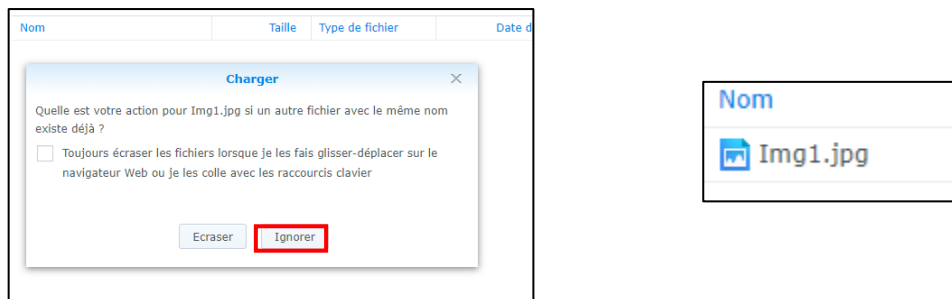 Nom Taille Type de fichier Date d
Charger
Quelle est votre action pour Img1.jpg si un autre fichier avec le même nom
existe déjà ?
Toujours écraser les fichiers lorsque je les fais glisser-déplacer sur le
navigateur Web ou je les colle avec les raccourcis clavier
Ecraser Ignorer
Nom
Img1.jpg